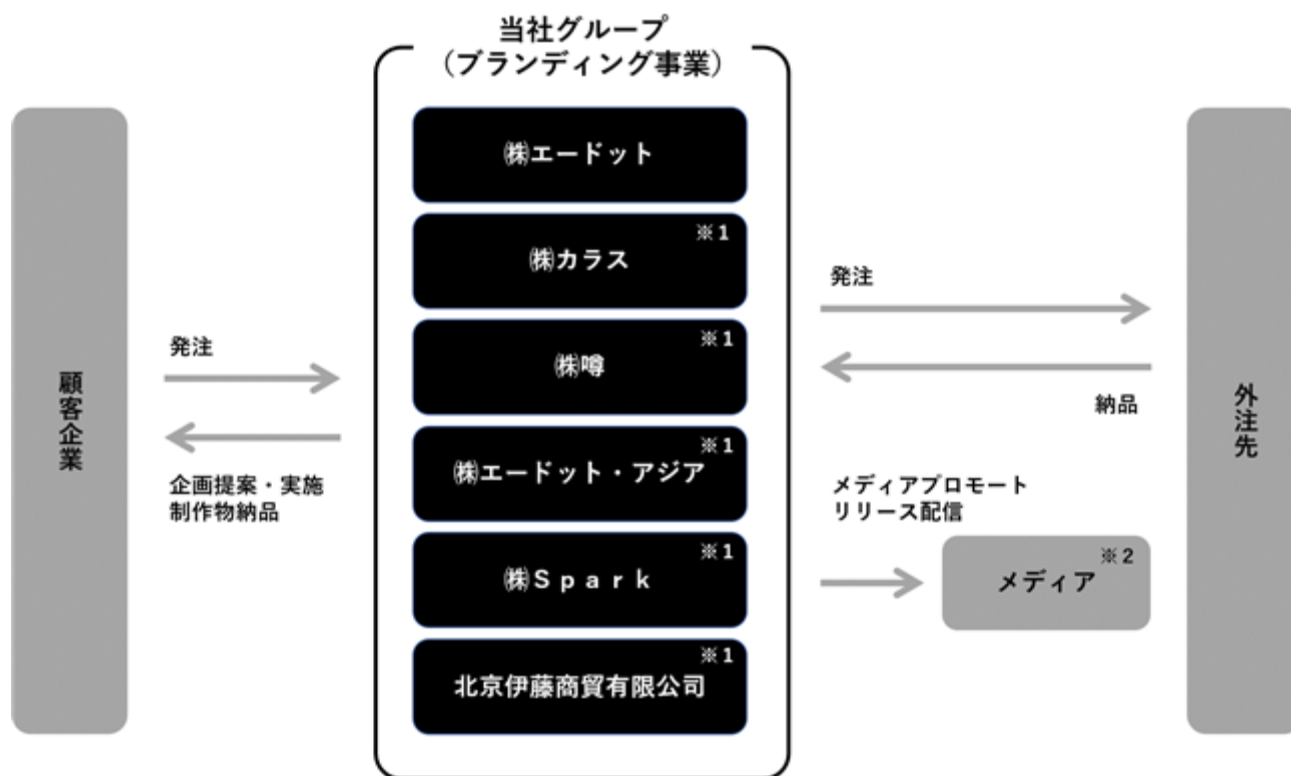 当社グループ
（ブランディング事業）
㈱エードット
※1
㈱カラス
※1
㈱噂
※1
㈱エードット・アジア
※1
㈱Ｓｐａｒｋ
※1
北京伊藤商貿有限公司
顧客企業
発注
企画提案・実施
制作物納品
発注
納品
メディアプロモート
リリース配信
※2
メディア
外注先